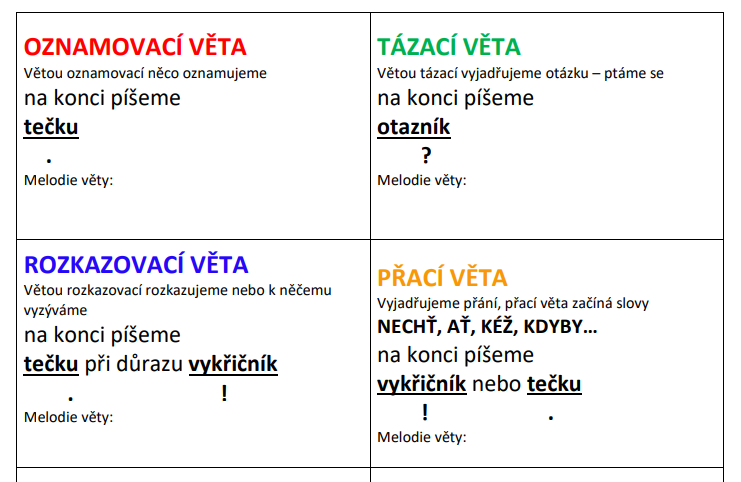 OZNAMOVACÍ VĚTA
Větou oznamovací něco oznamujeme
na konci píšeme
tečku
.
Melodie věty:
TÁZACÍ VĚTA
Větou tázací vyjadřujeme otázku – ptáme se
na konci píšeme
otazník
?
Melodie věty:
ROZKAZOVACÍ VĚTA
Větou rozkazovací rozkazujeme nebo k něčemu
vyzýváme
na konci píšeme
tečku při důrazu vykřičník
. !
Melodie věty:
PŘACÍ VĚTA
Vyjadřujeme přání, přací věta začíná slovy
NECHŤ, AŤ, KÉŽ, KDYBY…
na konci píšeme
vykřičník nebo tečku
! .
Melodie věty: